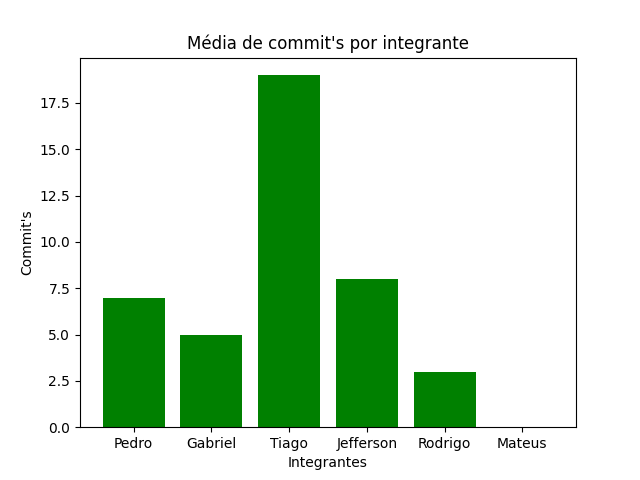 Média de commit's por integrante
17.5
15.0
12.5
10.0
7.5
5.0
2.5
0.0
Commit's
Pedro Gabriel Tiago Jefferson Rodrigo Mateus
Integrantes